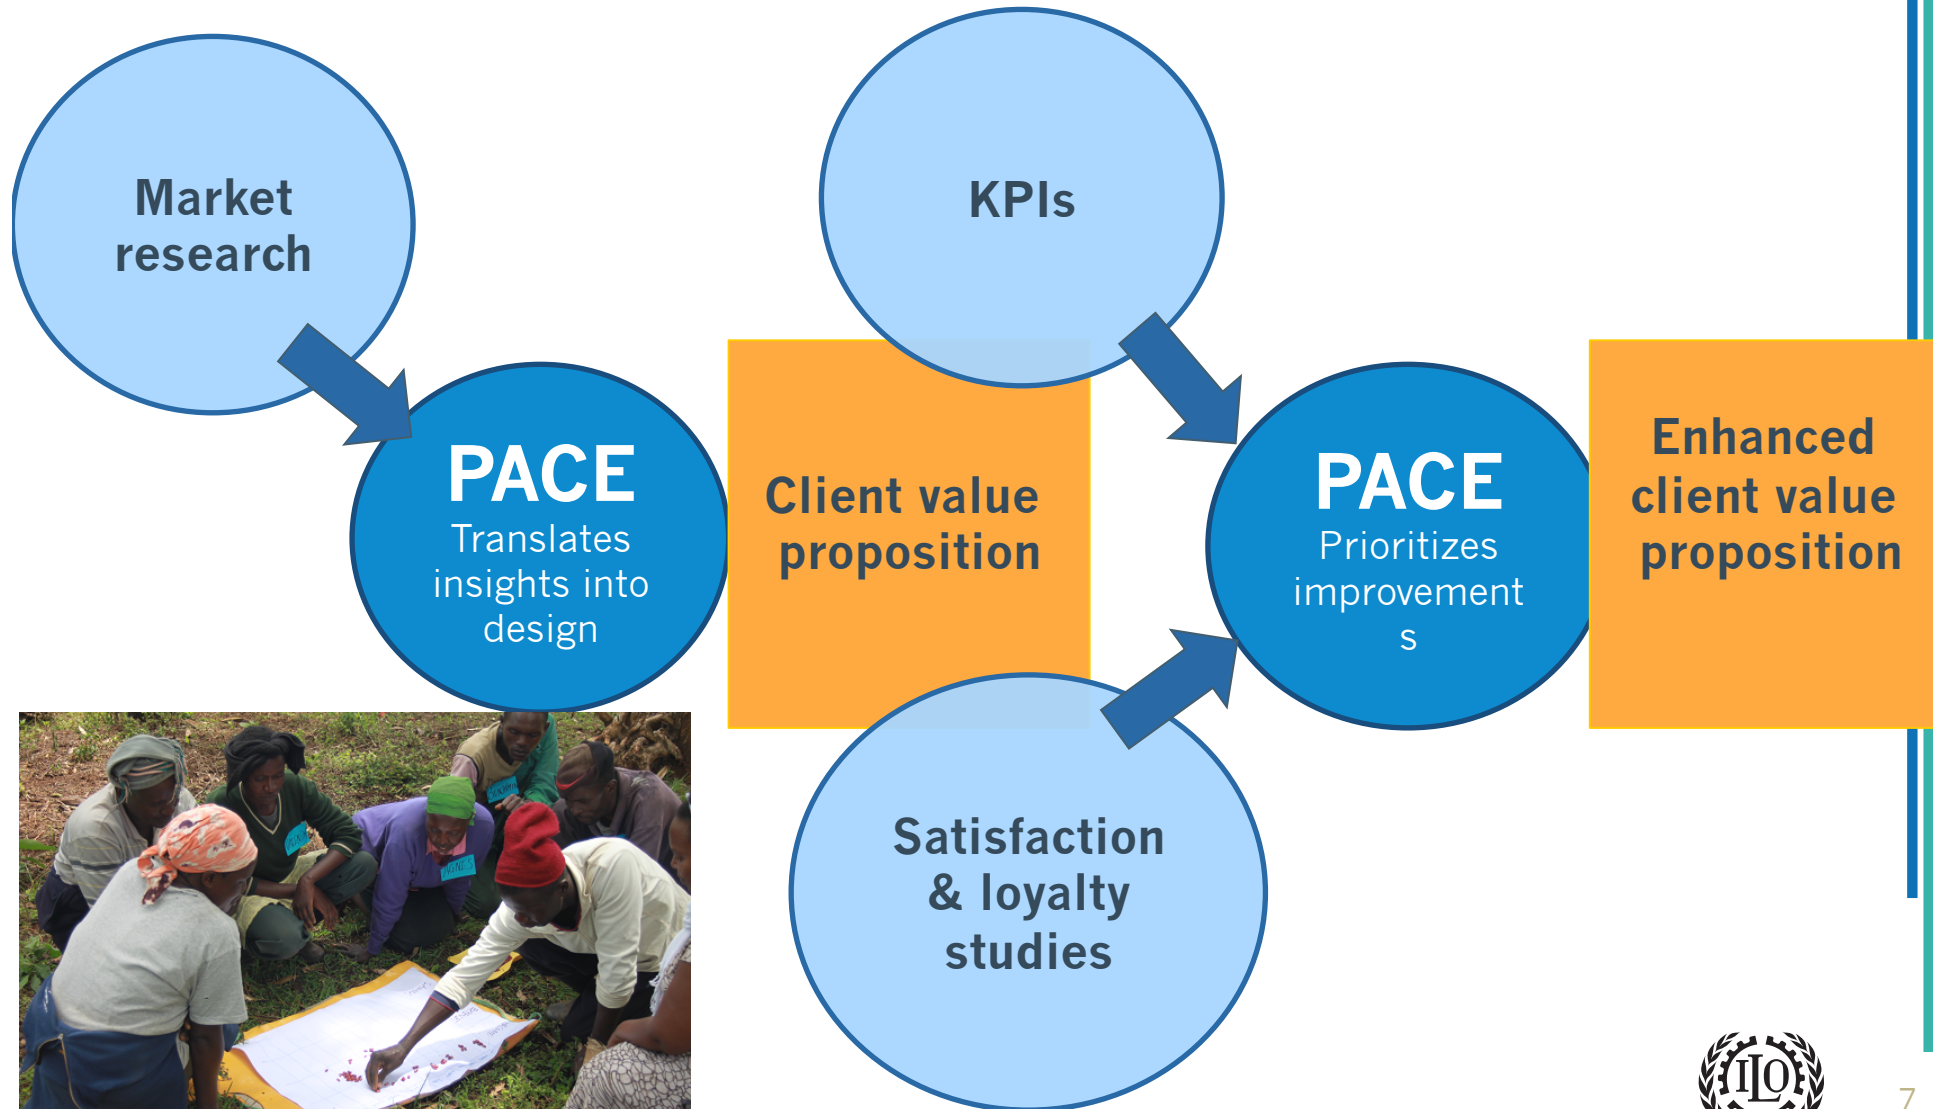 Market
research
KPIs
PACE
Translates
insights into
design
Client value
proposition
PACE
Prioritizes
improvement
s
Enhanced
client value
proposition
Satisfaction
& loyalty
studies
ILO
7